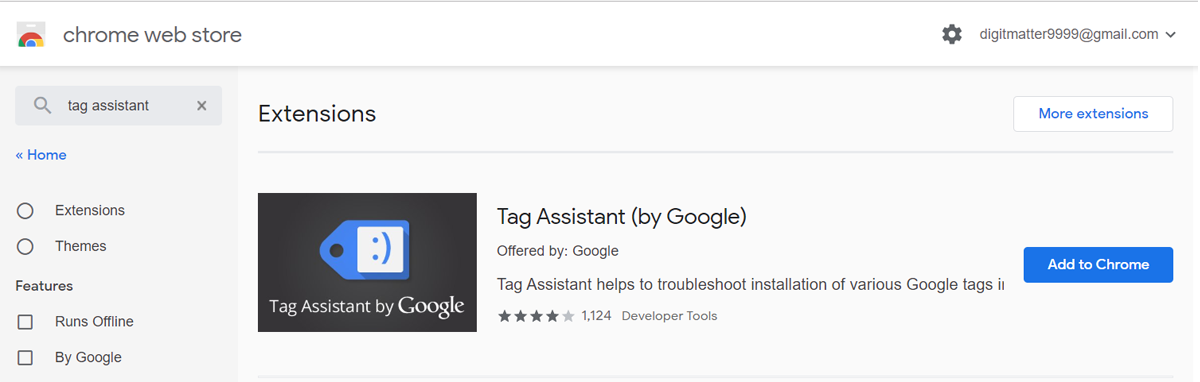 chrome web store
digitmatter9999@gmail.com
tag assistant
« Home
Extensions
Themes
Features
Runs Offline
By Google
Extensions
More extensions
:)
Tag Assistant by Google
Tag Assistant (by Google)
Offered by: Google
Tag Assistant helps to troubleshoot installation of various Google tags in
1,124 Developer Tools
Add to Chrome